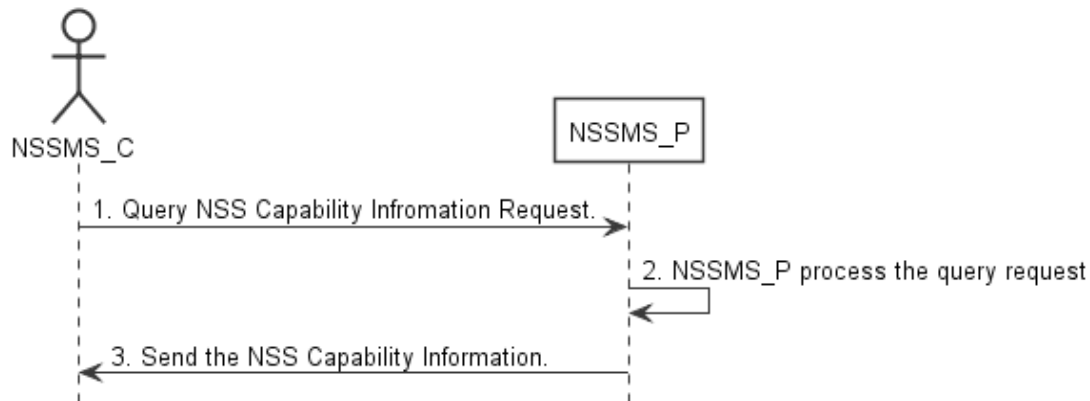 NSSMS_C
NSSMS_P
1. Query NSS Capability Infromation Request.
2. NSSMS_P process the query request
3. Send the NSS Capability Information.